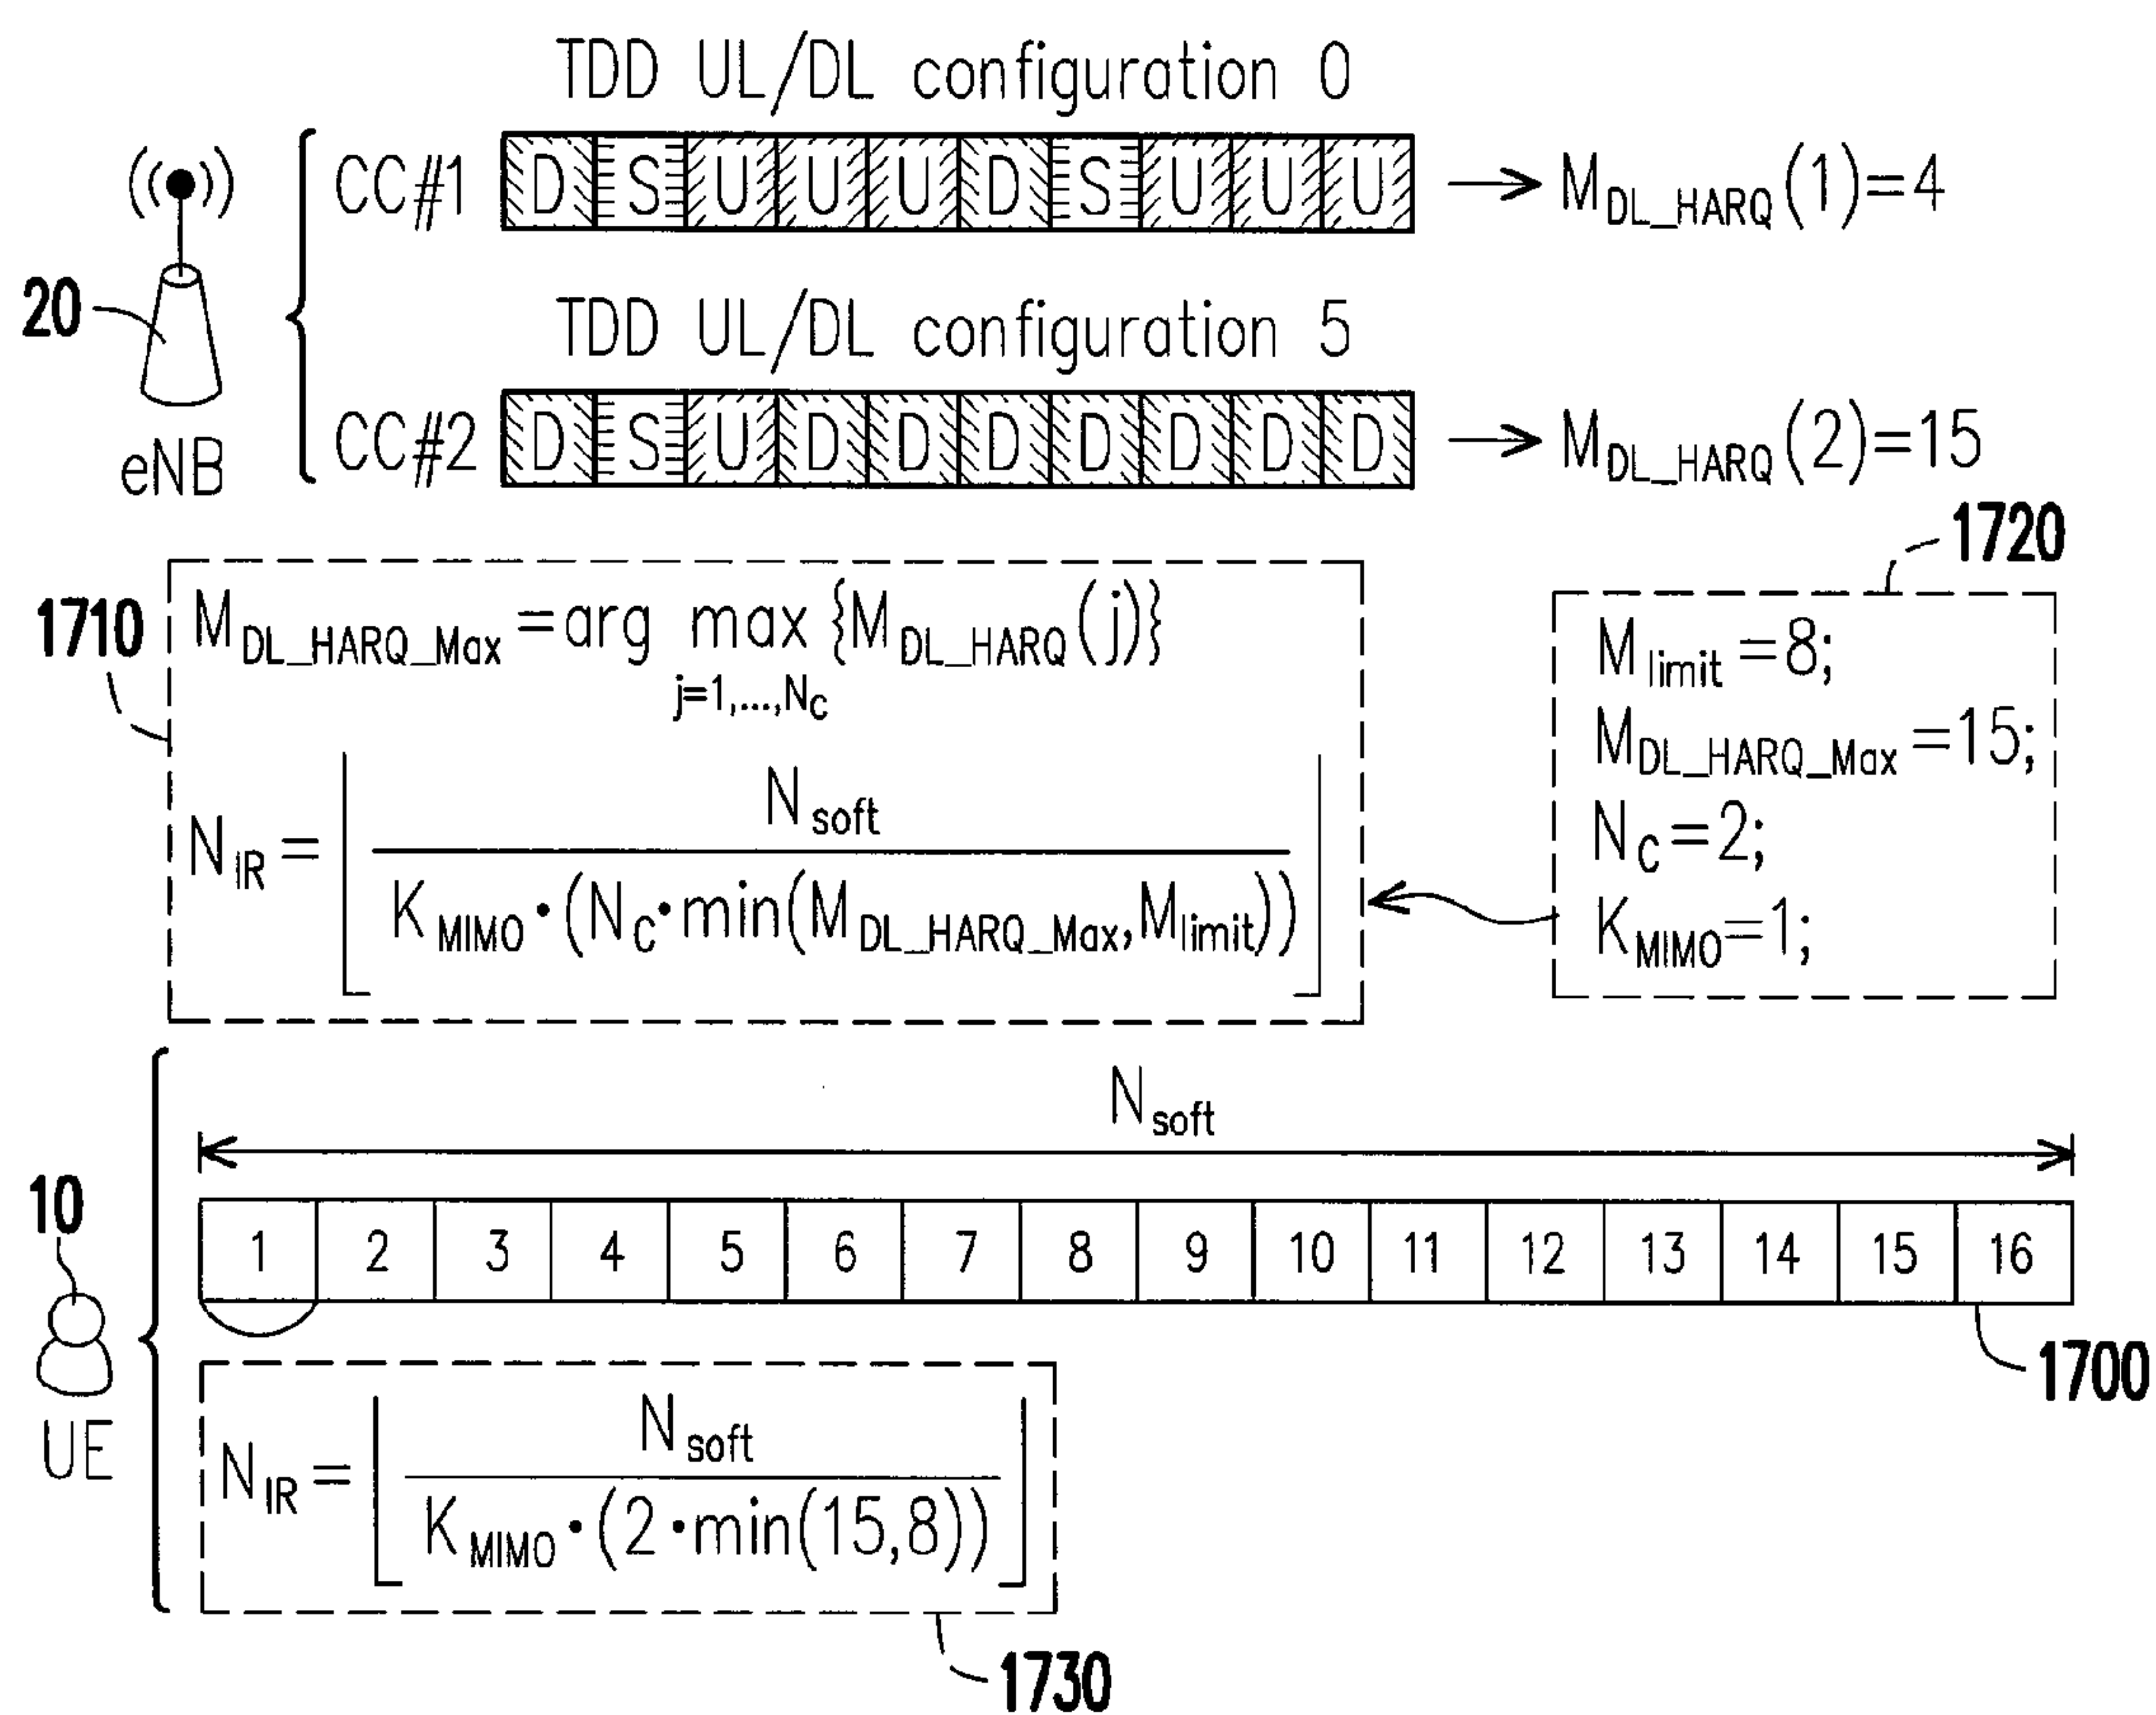 TDD UL/DL configuration 0
CC#1 D S U U U D S U U U M_DL_HARQ(1)=4
20
TDD UL/DL configuration 5
eNB
CC#2 D S U D D D D D D D M_DL_HARQ(2)=15
1720
1710
M_DL_HARQ_Max = arg max {M_DL_HARQ(j)}
j=1,...,N_C
N_IR = ⌊ N_soft / K_MIMO•(N_C•min(M_DL_HARQ_Max,M_limit)) ⌋
M_limit=8;
M_DL_HARQ_Max=15;
N_C=2;
K_MIMO=1;
N_soft
10
1 2 3 4 5 6 7 8 9 10 11 12 13 14 15 16
1700
UE
N_IR = ⌊ N_soft / K_MIMO•(2•min(15,8)) ⌋
1730